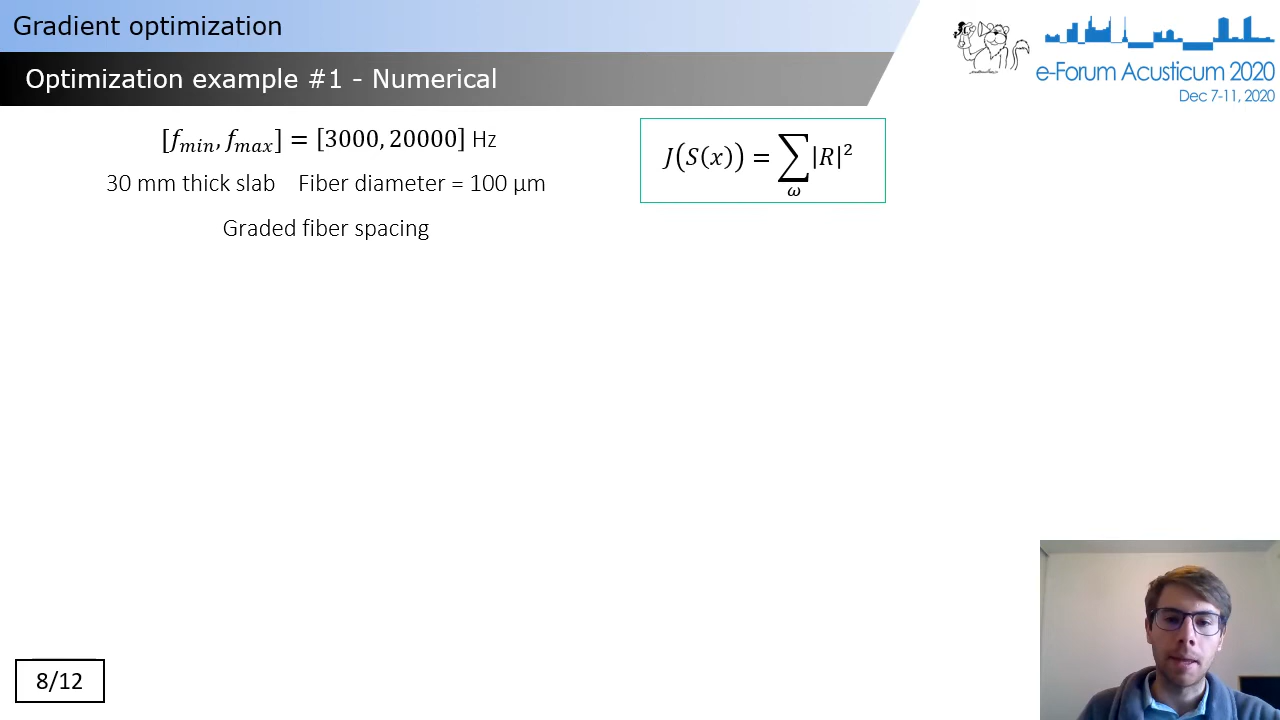 Gradient optimization
Optimization example #1 - Numerical
e-Forum Acusticum 2020
Dec 7-11, 2020
[f_min, f_max] = [3000, 20000] Hz
30 mm thick slab Fiber diameter = 100 µm
Graded fiber spacing
J(S(x)) = ∑_ω |R|²
8/12